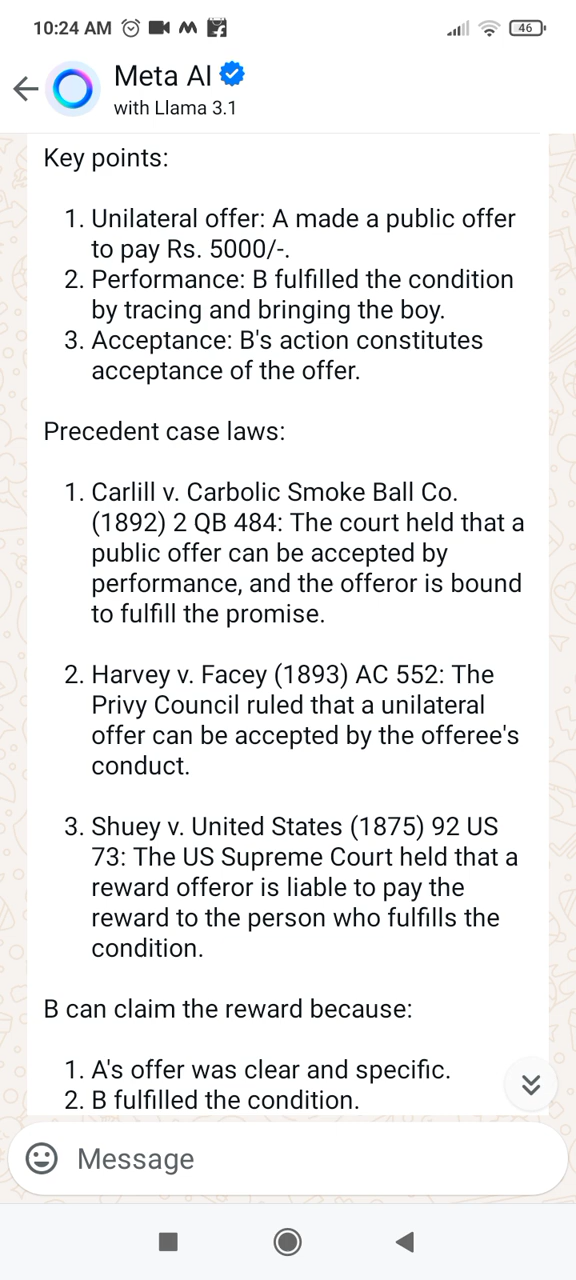 10:24 AM
46
Meta AI
with Llama 3.1
Key points:
1. Unilateral offer: A made a public offer
to pay Rs. 5000/-.
2. Performance: B fulfilled the condition
by tracing and bringing the boy.
3. Acceptance: B's action constitutes
acceptance of the offer.
Precedent case laws:
1. Carlill v. Carbolic Smoke Ball Co.
(1892) 2 QB 484: The court held that a
public offer can be accepted by
performance, and the offeror is bound
to fulfill the promise.
2. Harvey v. Facey (1893) AC 552: The
Privy Council ruled that a unilateral
offer can be accepted by the offeree's
conduct.
3. Shuey v. United States (1875) 92 US
73: The US Supreme Court held that a
reward offeror is liable to pay the
reward to the person who fulfills the
condition.
B can claim the reward because:
1. A's offer was clear and specific.
2. B fulfilled the condition.
Message